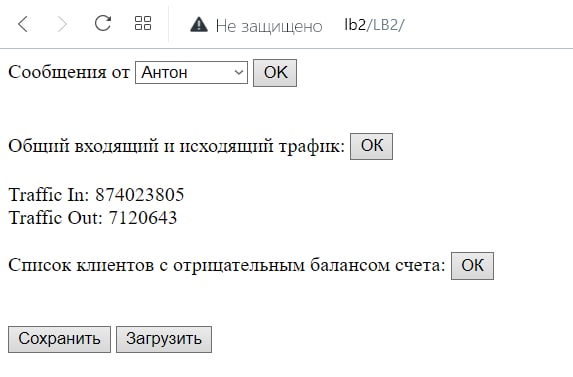 Не защищено lb2/LB2/
Сообщения от Антон OK
Общий входящий и исходящий трафик: OK
Traffic In: 874023805
Traffic Out: 7120643
Список клиентов с отрицательным балансом счета: OK
Сохранить Загрузить